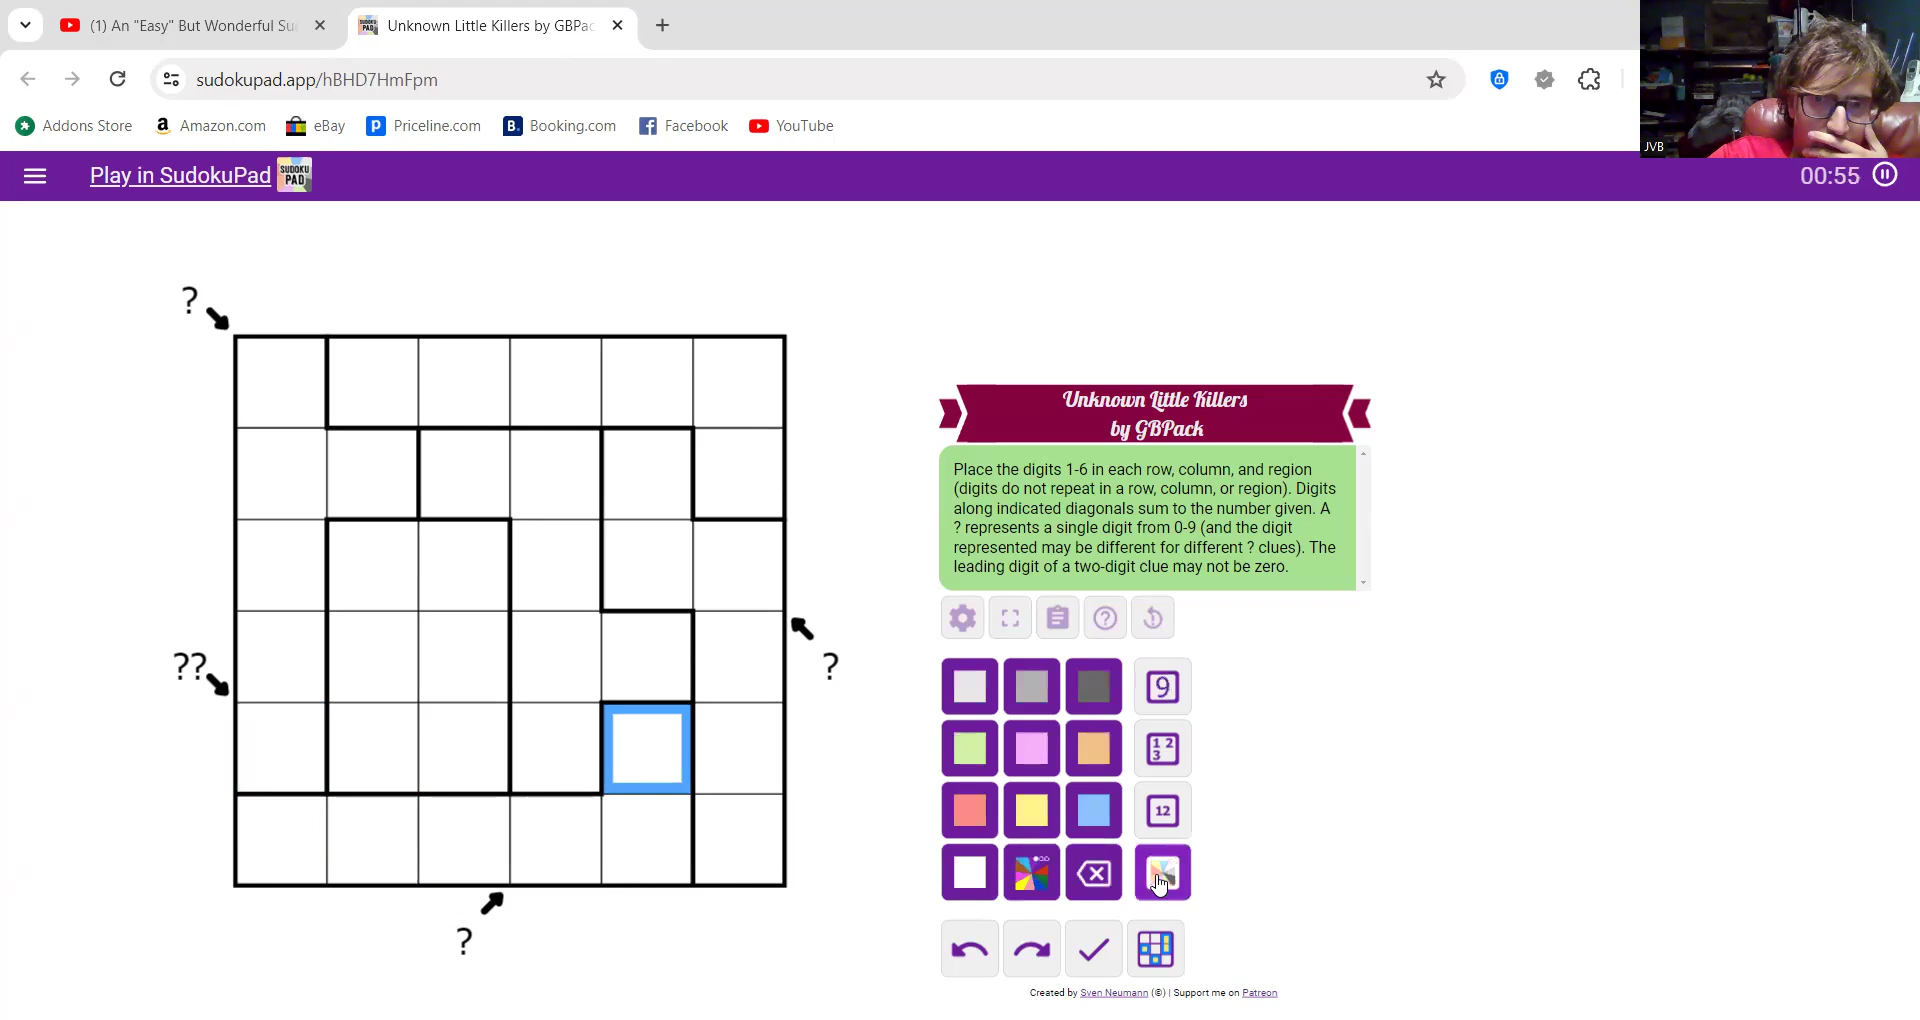 (1) An "Easy" But Wonderful Su
Unknown Little Killers by GBPac
sudokupad.app/hBHD7HmFpm
Addons Store
Amazon.com
eBay
Priceline.com
Booking.com
Facebook
YouTube
JVB
Play in SudokuPad
SUDOKU
PAD
00:55
?
??
?
?
Unknown Little Killers
by GBPack
Place the digits 1-6 in each row, column, and region
(digits do not repeat in a row, column, or region). Digits
along indicated diagonals sum to the number given. A
? represents a single digit from 0-9 (and the digit
represented may be different for different ? clues). The
leading digit of a two-digit clue may not be zero.
9
1 2
3
12
Created by Sven Neumann (©) | Support me on Patreon